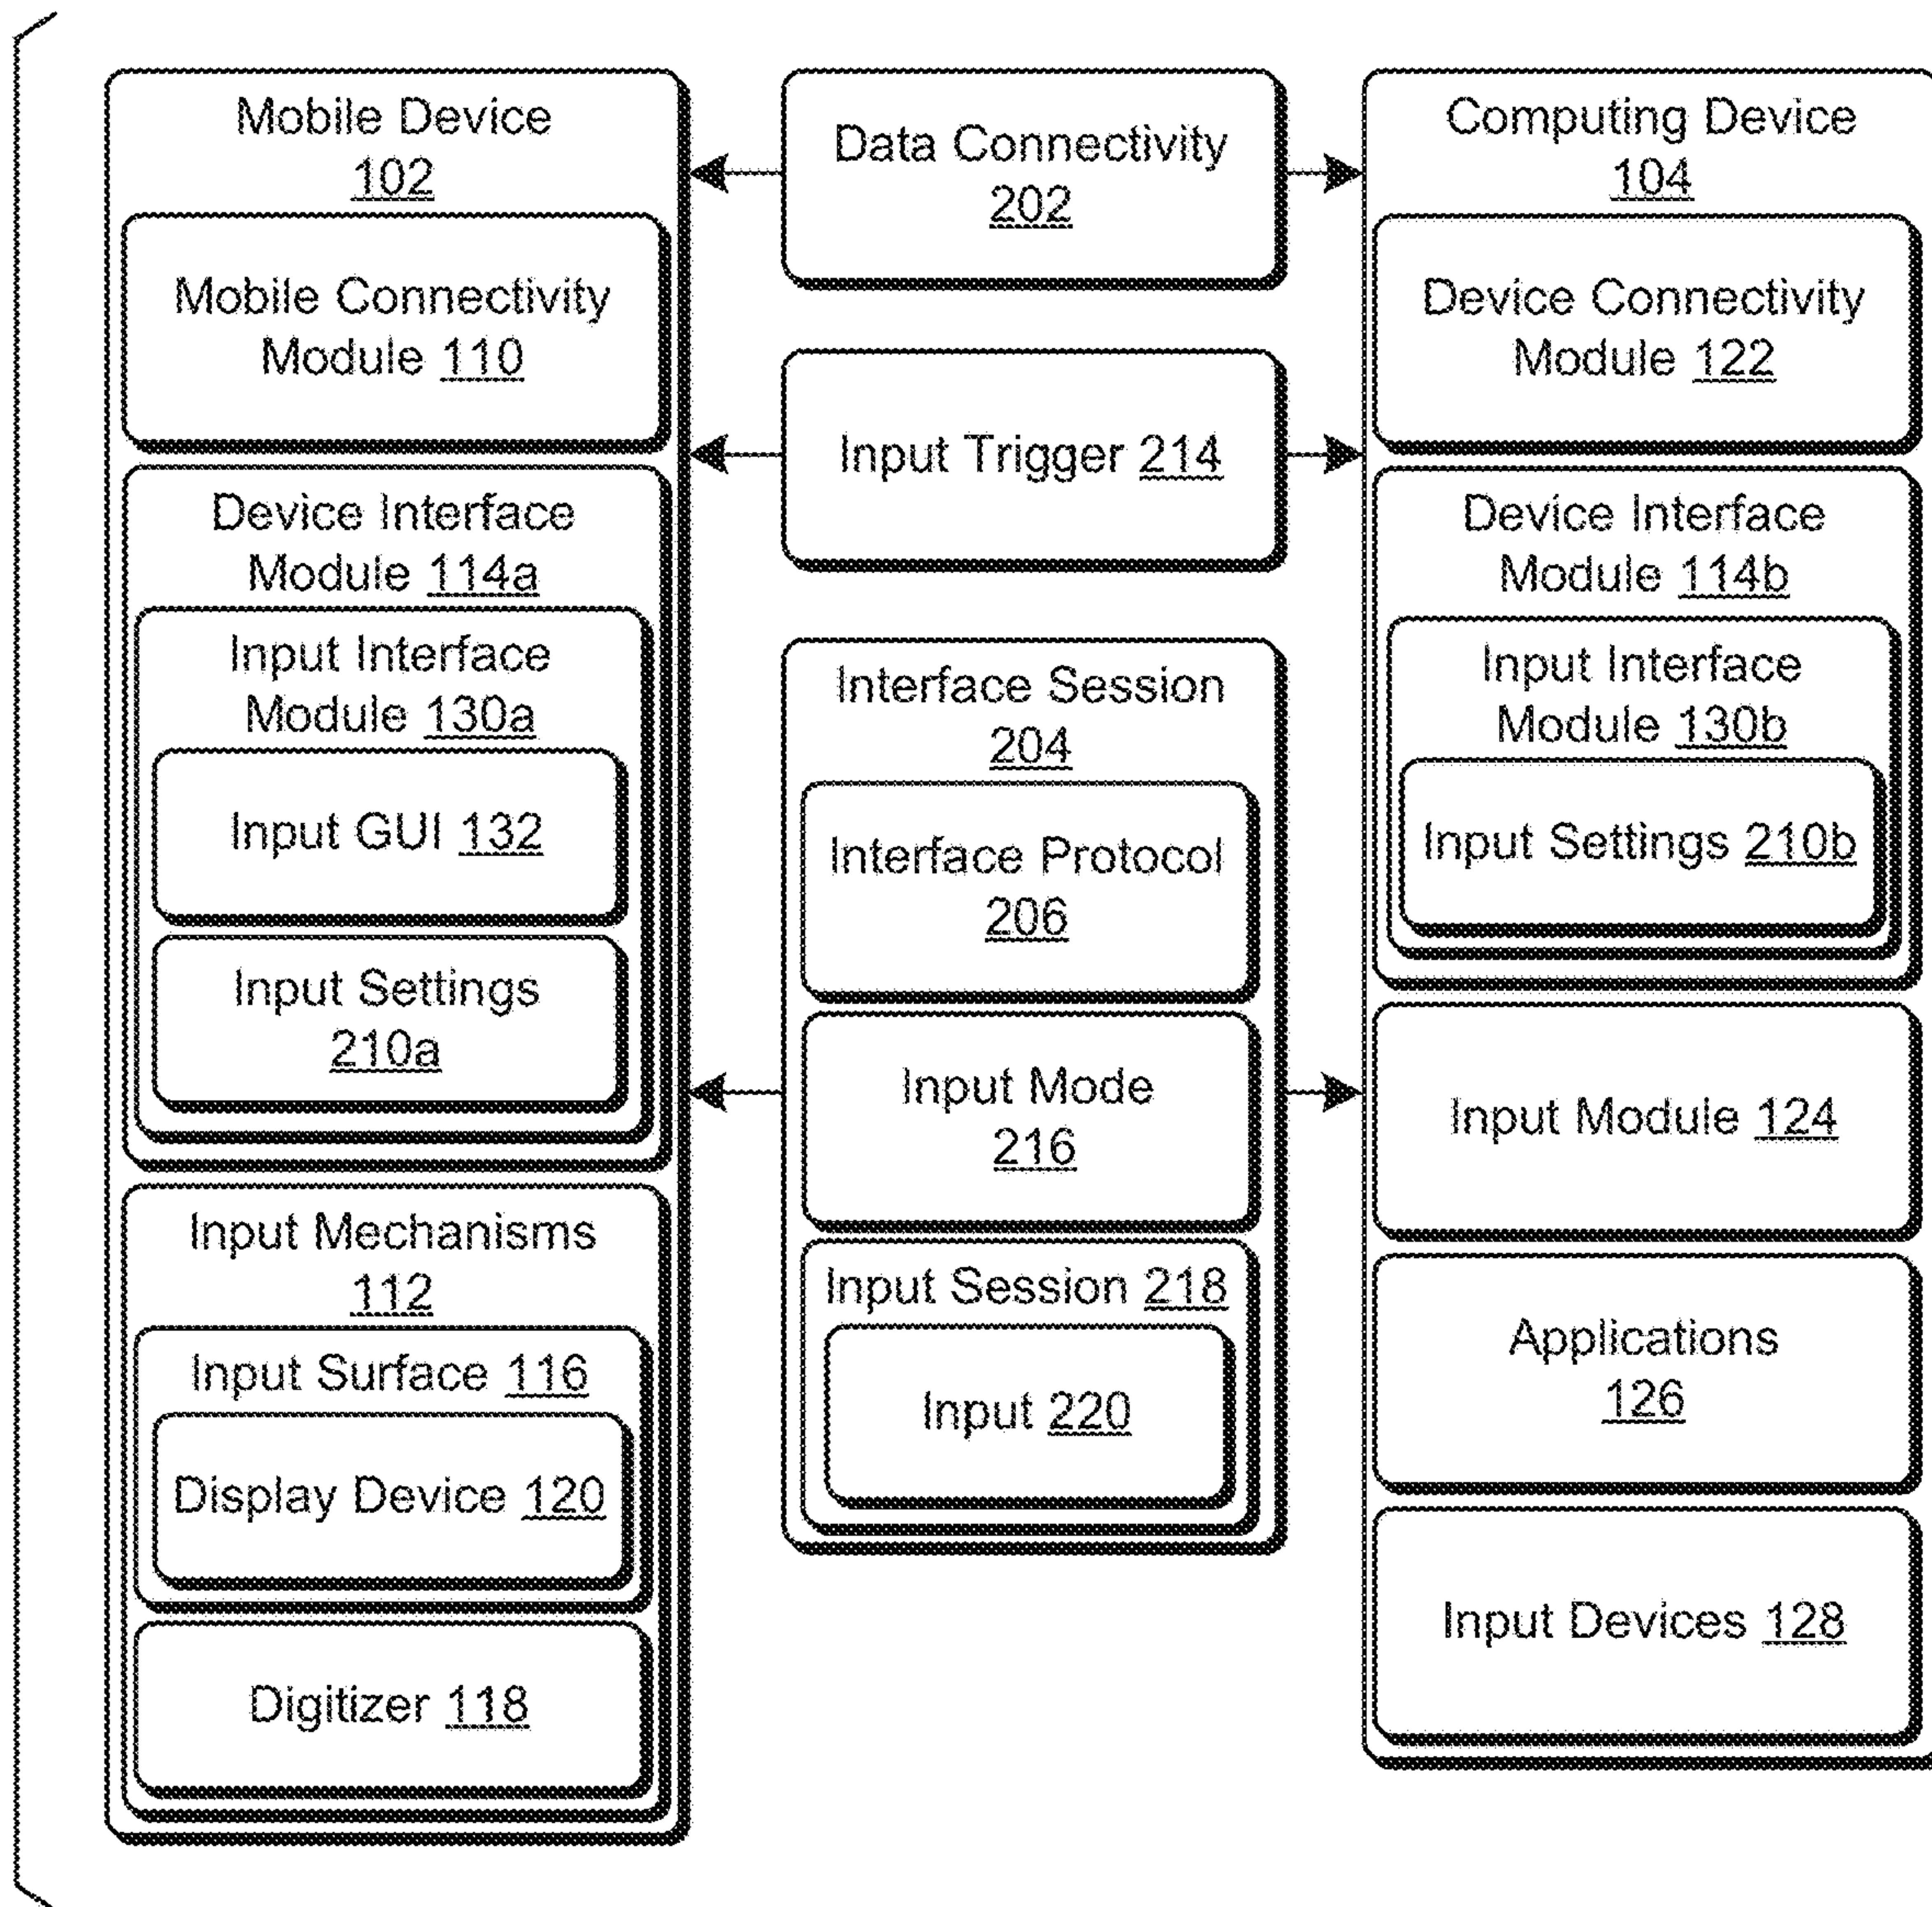 Mobile Device
102
Mobile Connectivity
Module 110
Device Interface
Module 114a
Input Interface
Module 130a
Input GUI 132
Input Settings
210a
Input Mechanisms
112
Input Surface 116
Display Device 120
Digitizer 118
Data Connectivity
202
Input Trigger 214
Interface Session
204
Interface Protocol
206
Input Mode
216
Input Session 218
Input 220
Computing Device
104
Device Connectivity
Module 122
Device Interface
Module 114b
Input Interface
Module 130b
Input Settings 210b
Input Module 124
Applications
126
Input Devices 128